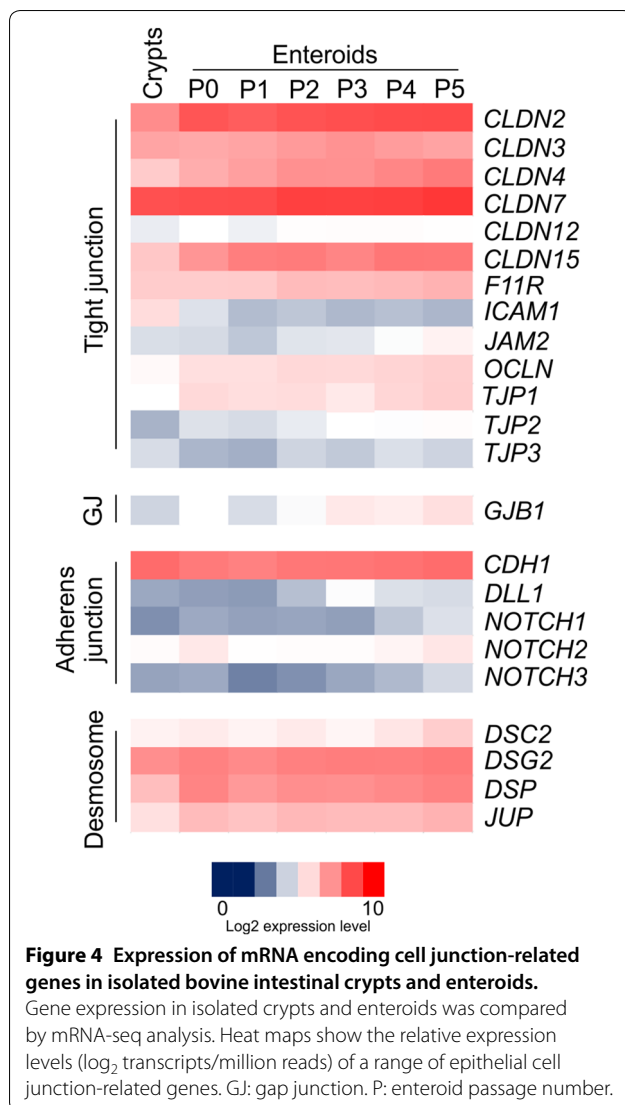 Crypts
Enteroids
P0 P1 P2 P3 P4 P5
Tight junction
CLDN2
CLDN3
CLDN4
CLDN7
CLDN12
CLDN15
F11R
ICAM1
JAM2
OCLN
TJP1
TJP2
TJP3
GJ
GJB1
Adherens
junction
CDH1
DLL1
NOTCH1
NOTCH2
NOTCH3
Desmosome
DSC2
DSG2
DSP
JUP
0 10
Log2 expression level
Figure 4 Expression of mRNA encoding cell junction-related
genes in isolated bovine intestinal crypts and enteroids.
Gene expression in isolated crypts and enteroids was compared
by mRNA-seq analysis. Heat maps show the relative expression
levels (log₂ transcripts/million reads) of a range of epithelial cell
junction-related genes. GJ: gap junction. P: enteroid passage number.